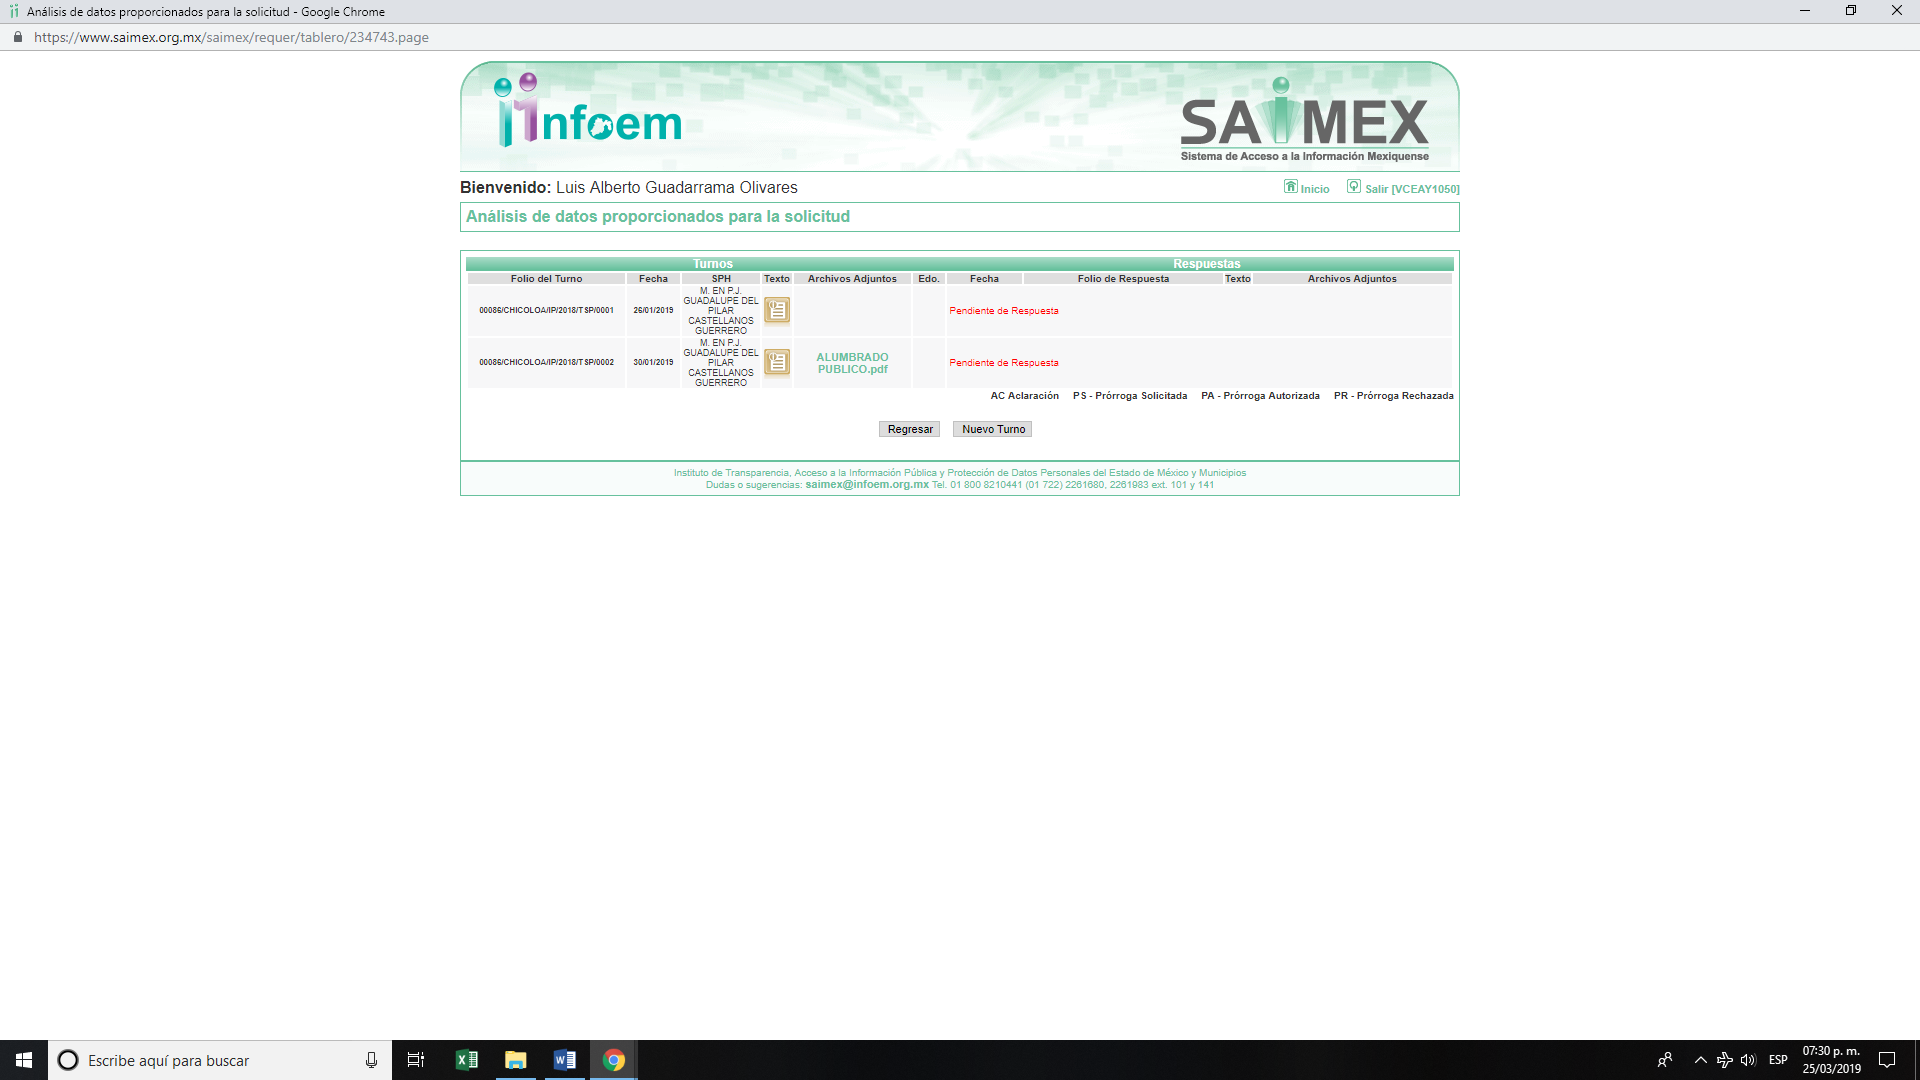 Análisis de datos proporcionados para la solicitud - Google Chrome
https://www.saimex.org.mx/saimex/requer/tablero/234743.page
infoem
SAIMEX
Sistema de Acceso a la Información Mexiquense
Bienvenido: Luis Alberto Guadarrama Olivares
Inicio Salir [VCEAY1050]
Análisis de datos proporcionados para la solicitud
Turnos Respuestas
Folio del Turno Fecha SPH Texto Archivos Adjuntos Edo. Fecha Folio de Respuesta Texto Archivos Adjuntos
00086/CHICOLOA/IP/2018/TSP/0001 26/01/2019 M. EN P.J. GUADALUPE DEL PILAR CASTELLANOS GUERRERO Pendiente de Respuesta
00086/CHICOLOA/IP/2018/TSP/0002 30/01/2019 M. EN P.J. GUADALUPE DEL PILAR CASTELLANOS GUERRERO ALUMBRADO PUBLICO.pdf Pendiente de Respuesta
AC Aclaración PS - Prórroga Solicitada PA - Prórroga Autorizada PR - Prórroga Rechazada
Regresar Nuevo Turno
Instituto de Transparencia, Acceso a la Información Pública y Protección de Datos Personales del Estado de México y Municipios
Dudas o sugerencias: saimex@infoem.org.mx Tel. 01 800 8210441 (01 722) 2261680, 2261983 ext. 101 y 141
Escribe aquí para buscar
ESP
07:30 p. m.
25/03/2019